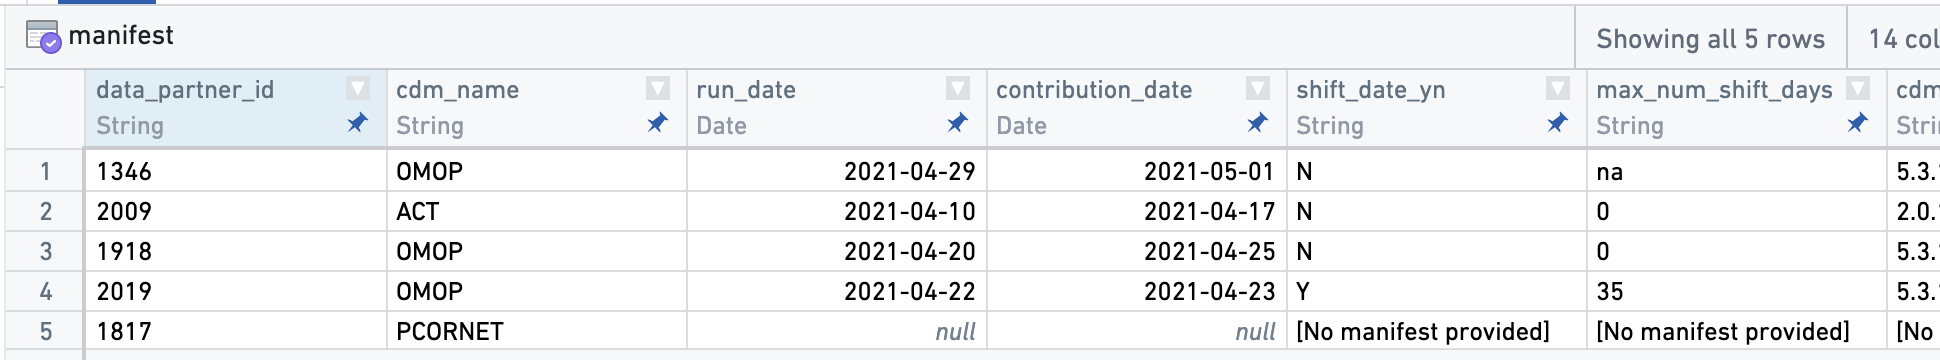 manifest Showing all 5 rows 14 col
data_partner_id cdm_name run_date contribution_date shift_date_yn max_num_shift_days cdm
String String Date Date String String Stri
1 1346 OMOP 2021-04-29 2021-05-01 N na 5.3.
2 2009 ACT 2021-04-10 2021-04-17 N 0 2.0.
3 1918 OMOP 2021-04-20 2021-04-25 N 0 5.3.
4 2019 OMOP 2021-04-22 2021-04-23 Y 35 5.3.
5 1817 PCORNET null null [No manifest provided] [No manifest provided] [No